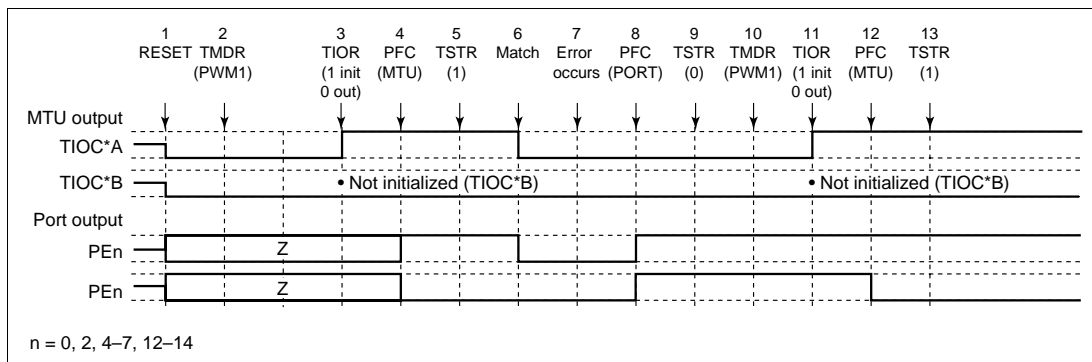 1 2 3 4 5 6 7 8 9 10 11 12 13
RESET TMDR TIOR PFC TSTR Match Error PFC TSTR TMDR TIOR PFC TSTR
(PWM1) (1 init (MTU) (1) occurs (PORT) (0) (PWM1) (1 init (MTU) (1)
0 out) 0 out)
MTU output
TIOC*A
TIOC*B • Not initialized (TIOC*B) • Not initialized (TIOC*B)
Port output
PEn Z
PEn Z
n = 0, 2, 4–7, 12–14